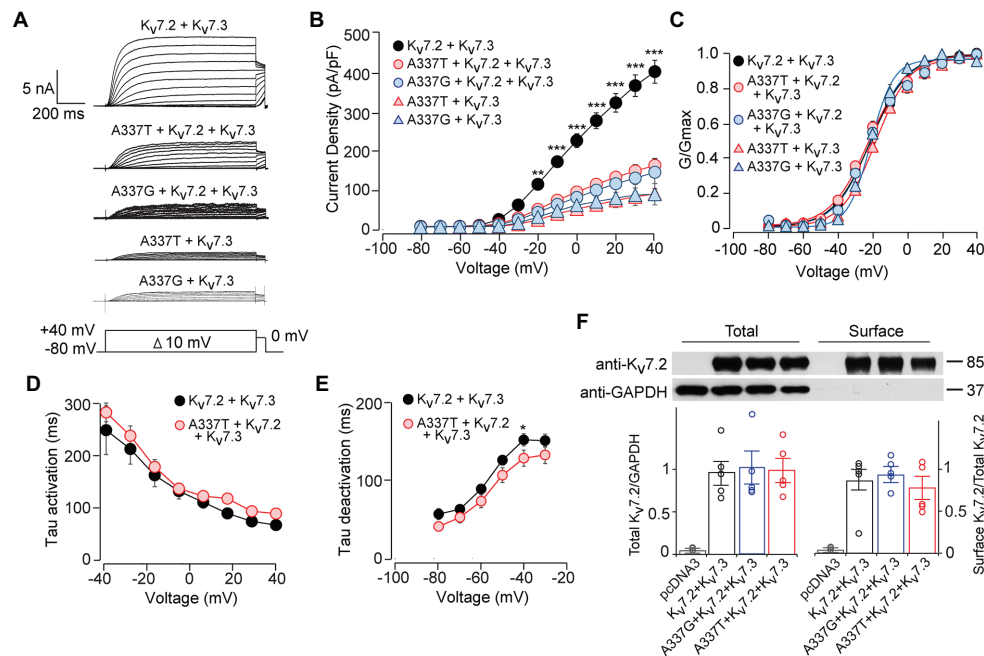 A
Kv7.2 + Kv7.3
5 nA
200 ms
A337T + Kv7.2 + Kv7.3
A337G + Kv7.2 + Kv7.3
A337T + Kv7.3
A337G + Kv7.3
+40 mV
-80 mV
Δ 10 mV
0 mV
B
Current Density (pA/pF)
500
400
300
200
100
0
Kv7.2 + Kv7.3
A337T + Kv7.2 + Kv7.3
A337G + Kv7.2 + Kv7.3
A337T + Kv7.3
A337G + Kv7.3
** *** *** *** *** *** ***
-100 -80 -60 -40 -20 0 20 40
Voltage (mV)
C
G/Gmax
1.0
0.8
0.6
0.4
0.2
0.0
Kv7.2 + Kv7.3
A337T + Kv7.2
+ Kv7.3
A337G + Kv7.2
+ Kv7.3
A337T + Kv7.3
A337G + Kv7.3
-100 -80 -60 -40 -20 0 20 40
Voltage (mV)
D
Tau activation (ms)
300
200
100
0
Kv7.2 + Kv7.3
A337T + Kv7.2
+ Kv7.3
-40 -20 0 20 40
Voltage (mV)
E
Tau deactivation (ms)
200
150
100
0
Kv7.2 + Kv7.3
A337T + Kv7.2
+ Kv7.3
*
-100 -80 -60 -40 -20
Voltage (mV)
F
Total Surface
anti-Kv7.2 85
anti-GAPDH 37
Total Kv7.2/GAPDH
1
0.5
0
pcDNA3
Kv7.2+Kv7.3
A337G+Kv7.2+Kv7.3
A337T+Kv7.2+Kv7.3
pcDNA3
Kv7.2+Kv7.3
A337G+Kv7.2+Kv7.3
A337T+Kv7.2+Kv7.3
1
0.5
0
Surface Kv7.2/Total Kv7.2